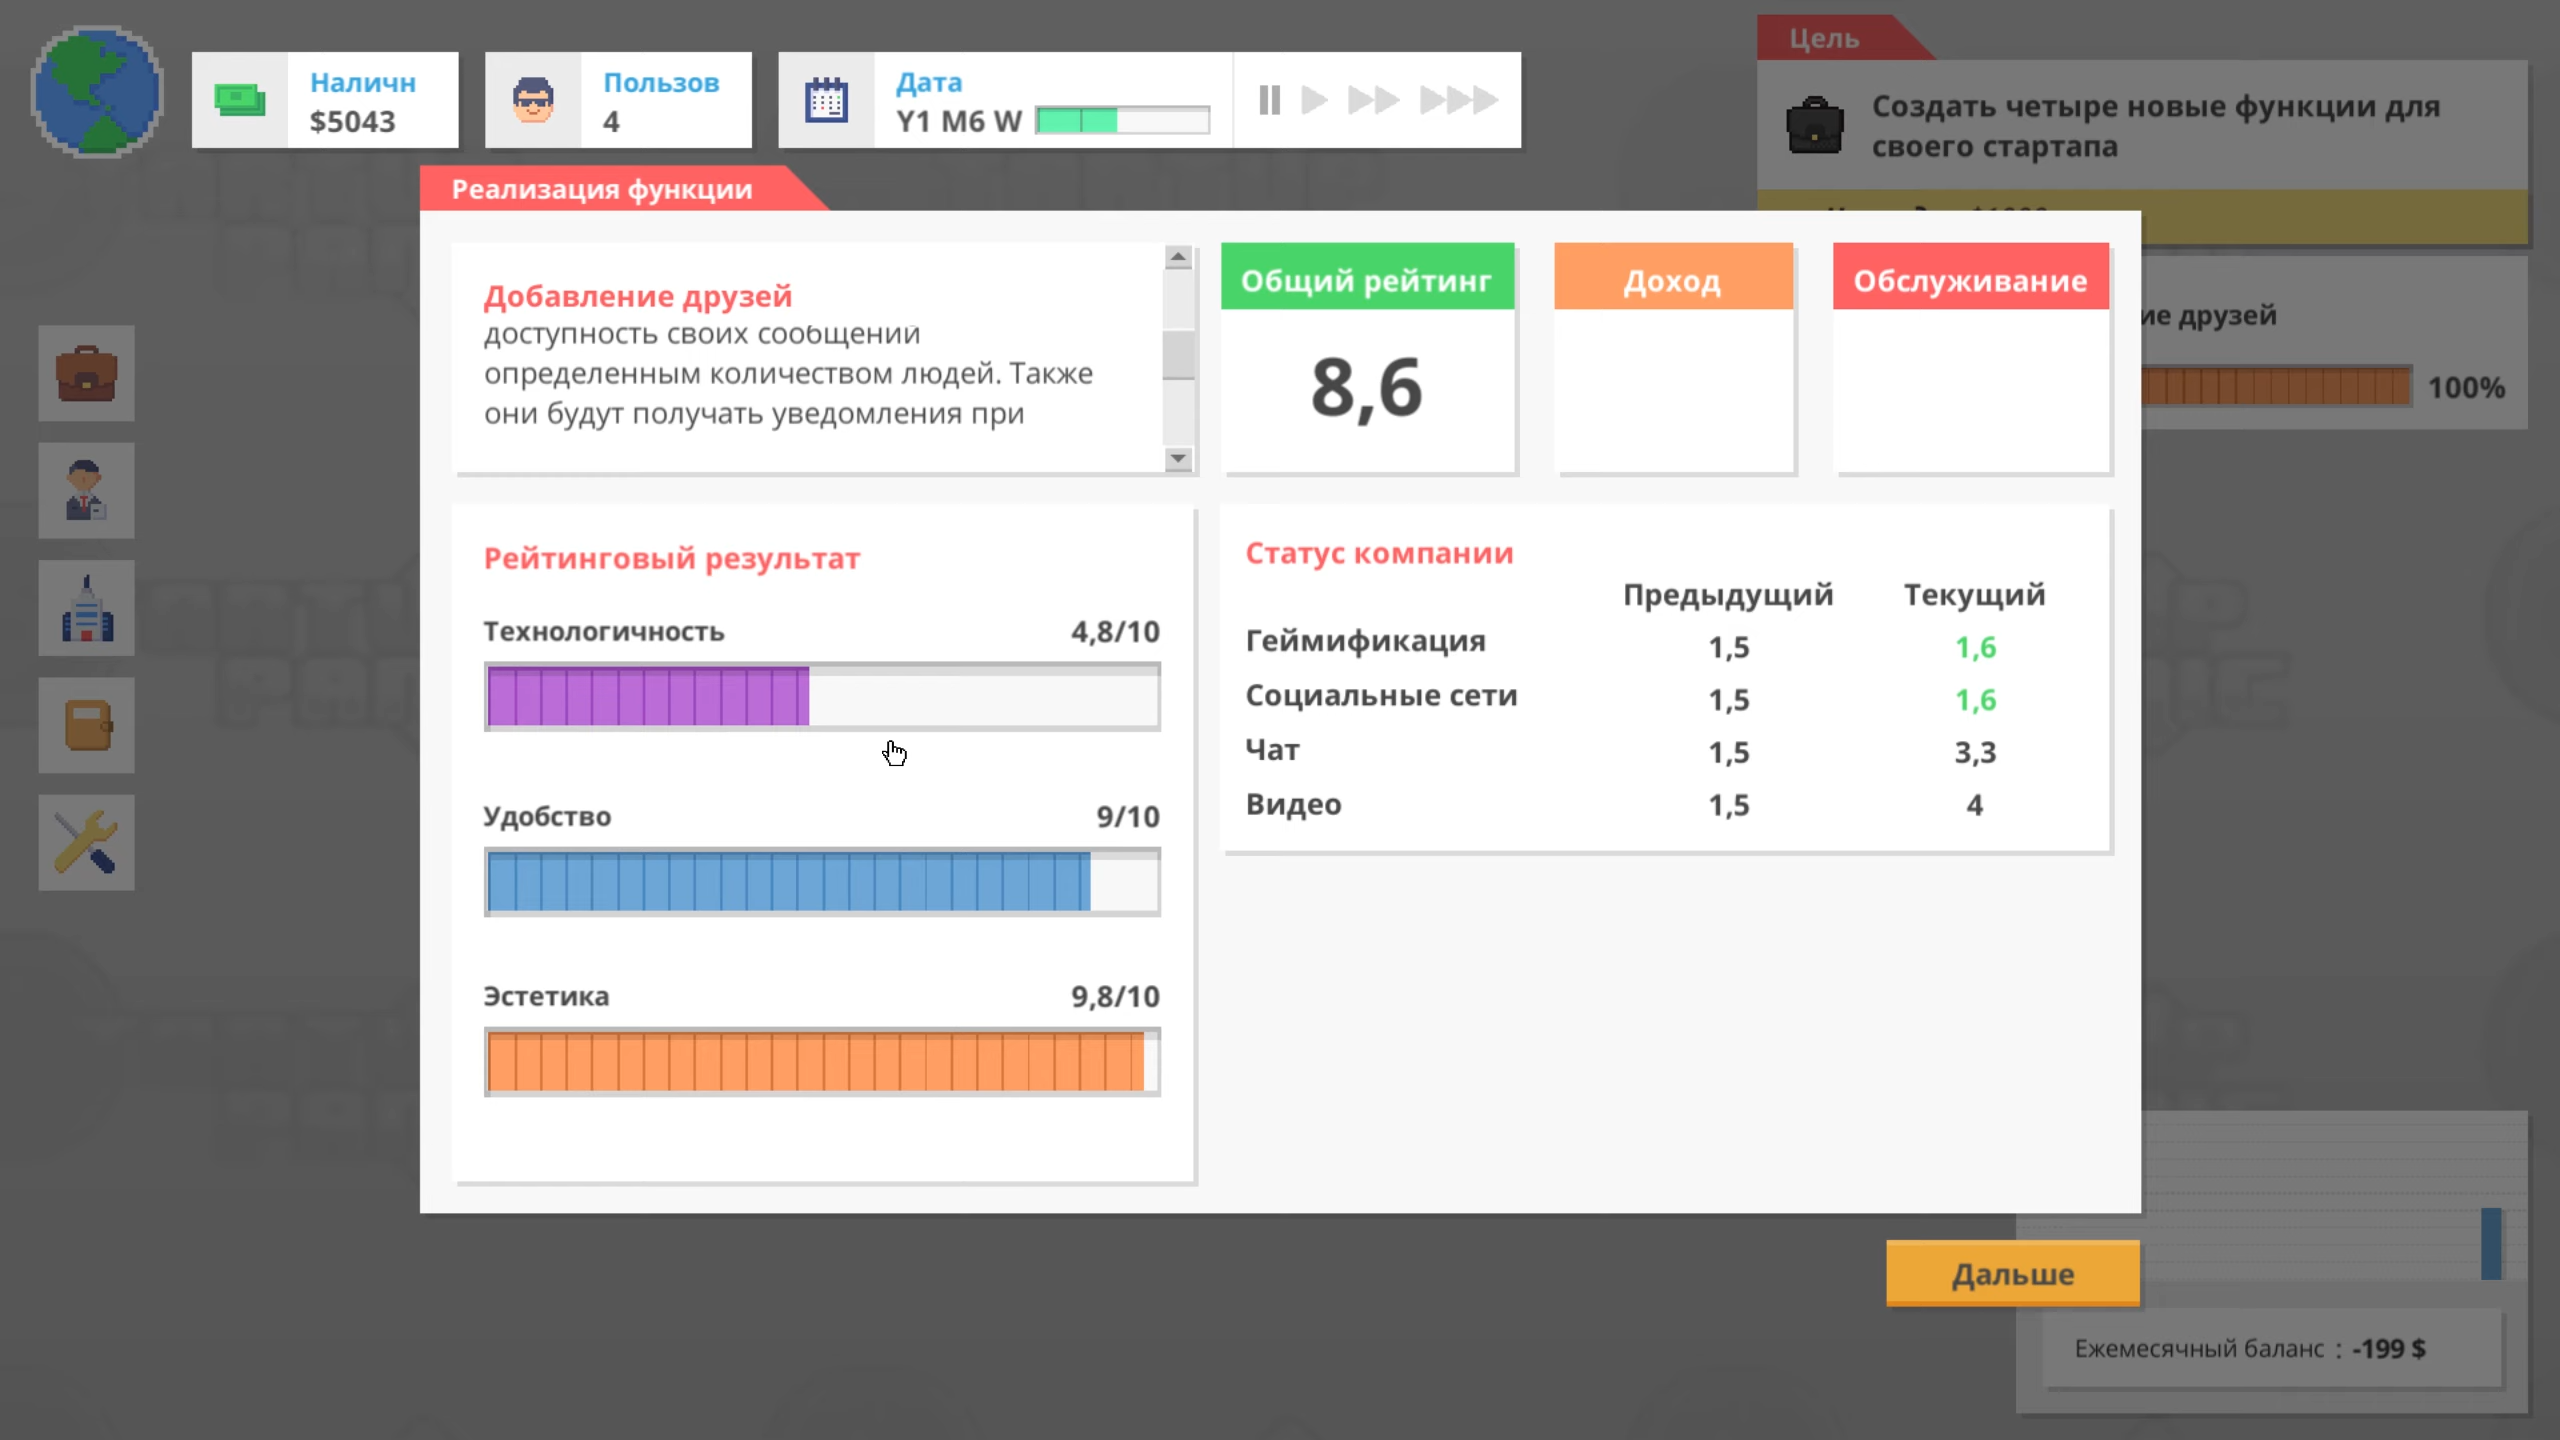 Наличн
$5043
Пользов
4
Дата
Y1 M6 W
Цель
Создать четыре новые функции для
своего стартапа
Реализация функции
Добавление друзей
доступность своих сообщений
определенным количеством людей. Также
они будут получать уведомления при
Общий рейтинг
8,6
Доход
Обслуживание
ие друзей
100%
Рейтинговый результат
Технологичность 4,8/10
Удобство 9/10
Эстетика 9,8/10
Статус компании
Предыдущий Текущий
Геймификация 1,5 1,6
Социальные сети 1,5 1,6
Чат 1,5 3,3
Видео 1,5 4
Дальше
Ежемесячный баланс : -199 $